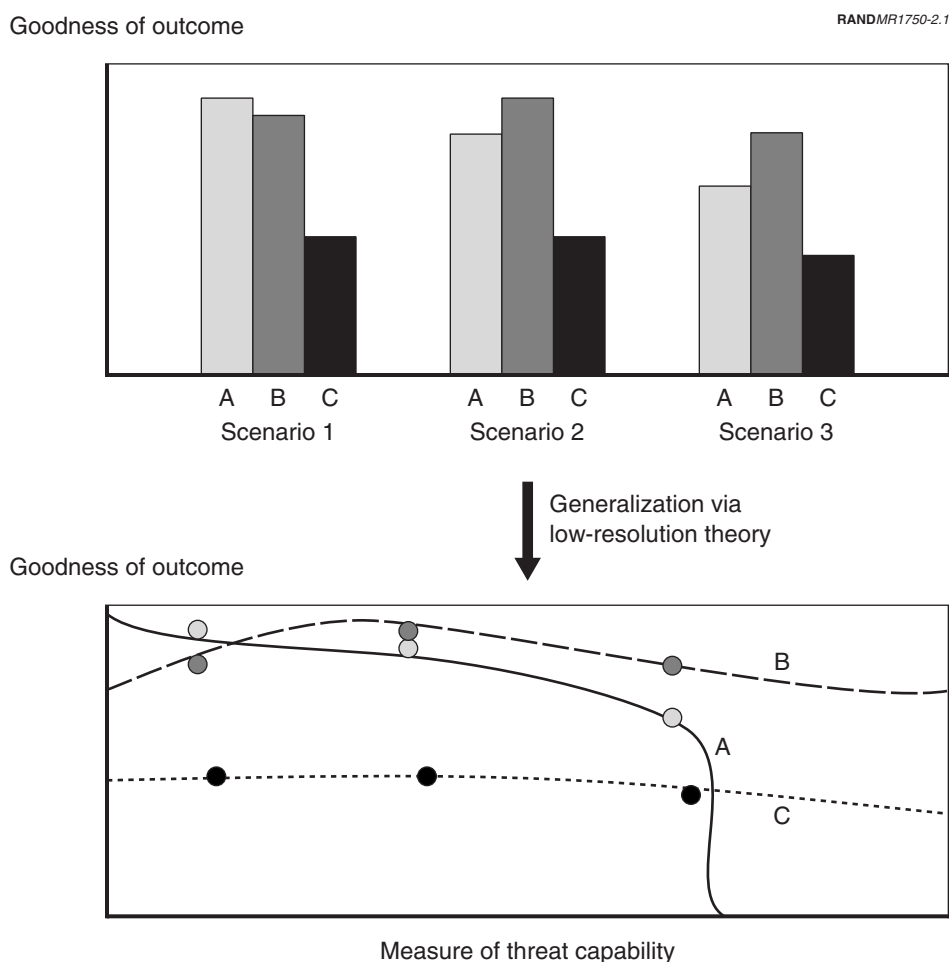 Goodness of outcome
RANDMR1750-2.1
A B C A B C A B C
Scenario 1 Scenario 2 Scenario 3
Generalization via
low-resolution theory
Goodness of outcome
B
A
C
Measure of threat capability